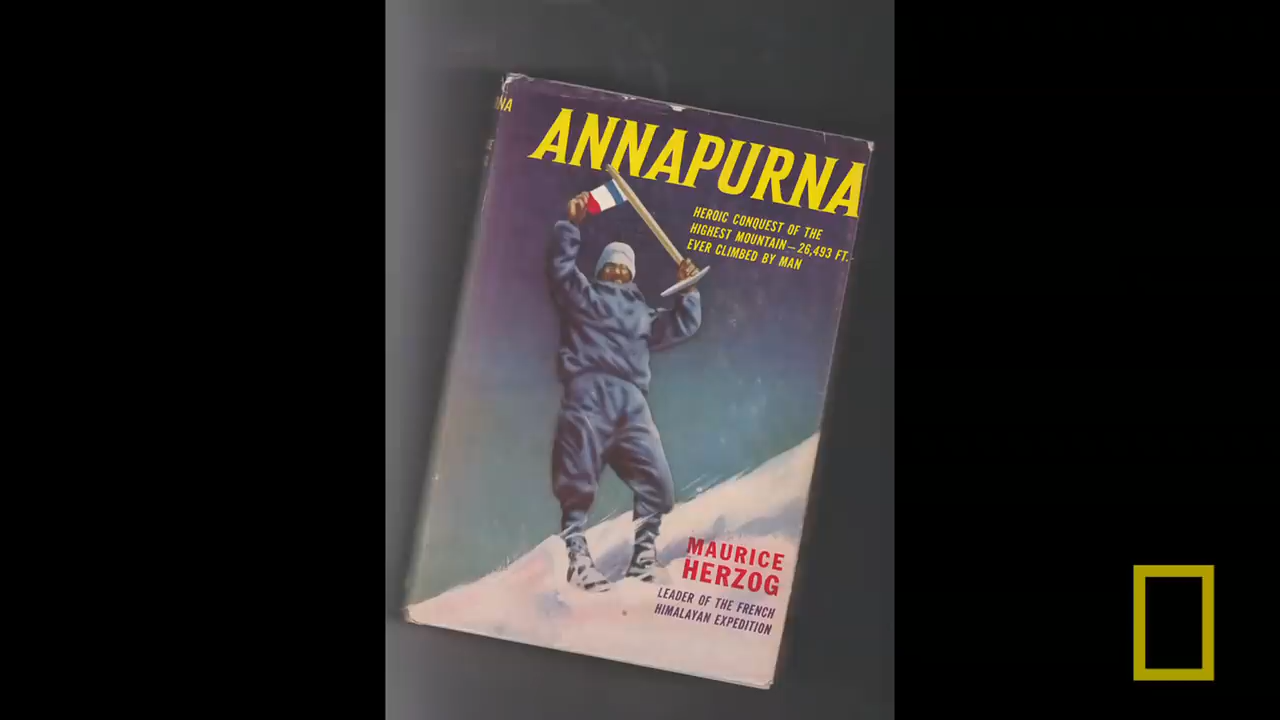 NA
ANNAPURNA
HEROIC CONQUEST OF THE
HIGHEST MOUNTAIN—26,493 FT.
EVER CLIMBED BY MAN
MAURICE
HERZOG
LEADER OF THE FRENCH
HIMALAYAN EXPEDITION